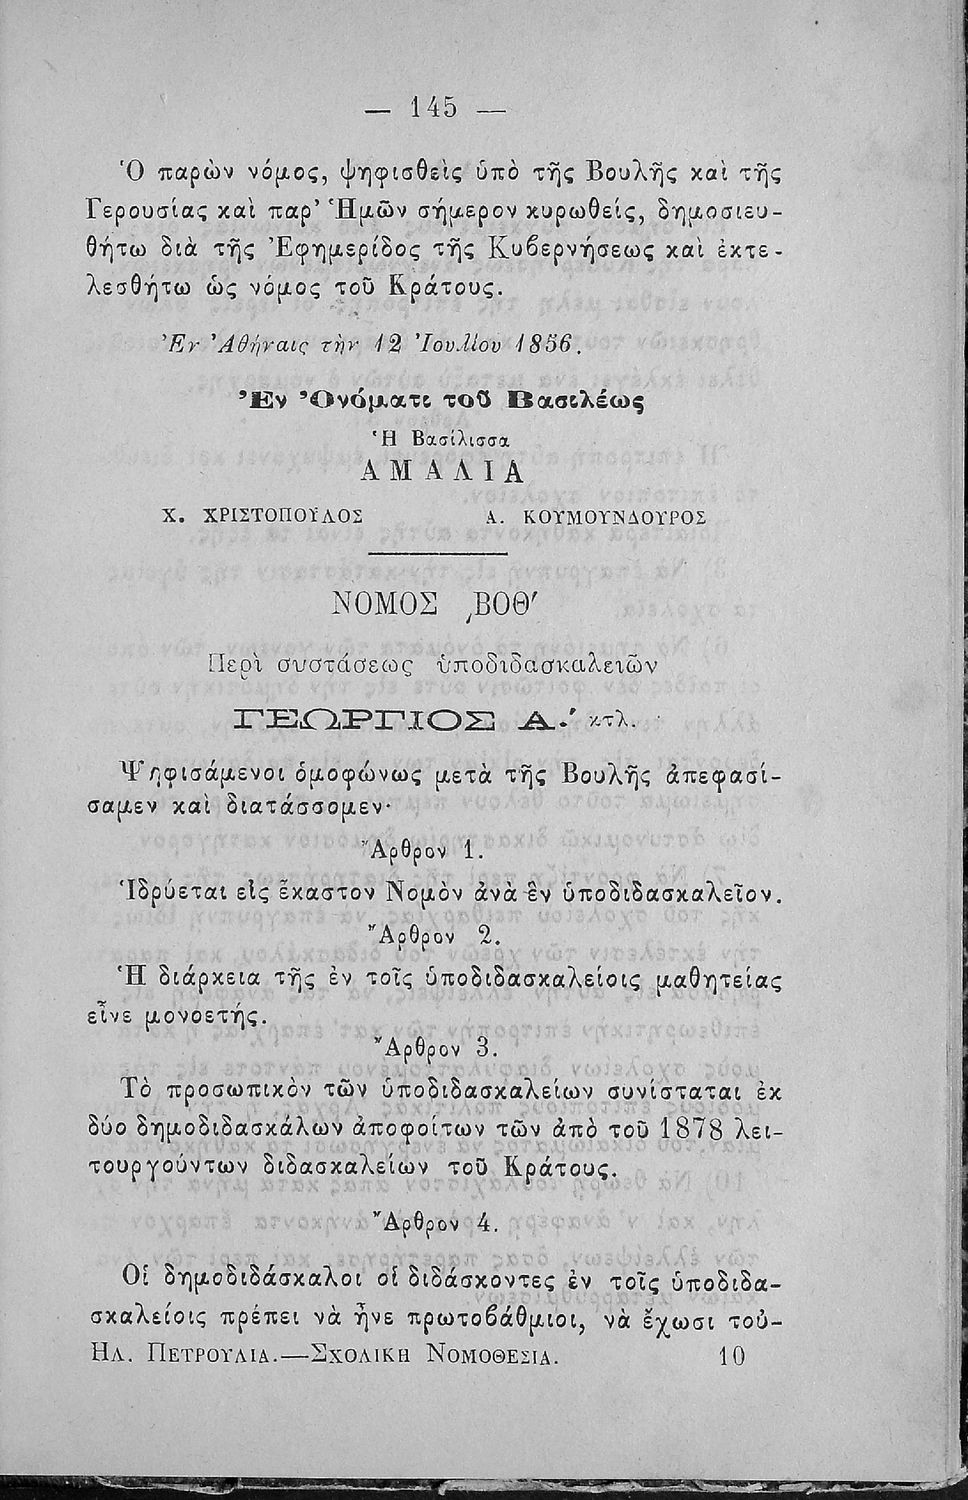 — 145 —
Ὁ παρὼν νόμος, ψηφισθεὶς ὑπὸ τῆς Βουλῆς καὶ τῆς
Γερουσίας καὶ παρ’ Ἡμῶν σήμερον κυρωθείς, δημοσιευ-
θήτω διὰ τῆς Ἐφημερίδος τῆς Κυβερνήσεως καὶ ἐκτε-
λεσθήτω ὡς νόμος τοῦ Κράτους.
Ἐν Ἀθήναις τὴν 12 Ἰουλίου 1856.
Ἐν Ὀνόματι τοῦ Βασιλέως
Ἡ Βασίλισσα
ΑΜΑΛΙΑ
Χ. ΧΡΙΣΤΟΠΟΥΛΟΣ Α. ΚΟΥΜΟΥΝΔΟΥΡΟΣ
ΝΟΜΟΣ ͵ΒΟΘ′
Περὶ συστάσεως ὑποδιδασκαλειῶν
ΓΕΩΡΓΙΟΣ Α.′ κτλ.
Ψηφισάμενοι ὁμοφώνως μετὰ τῆς Βουλῆς ἀπεφασί-
σαμεν καὶ διατάσσομεν·
Ἄρθρον 1.
Ἱδρύεται εἰς ἕκαστον Νομὸν ἀνὰ ἓν ὑποδιδασκαλεῖον.
Ἄρθρον 2.
Ἡ διάρκεια τῆς ἐν τοῖς ὑποδιδασκαλείοις μαθητείας
εἶνε μονοετής.
Ἄρθρον 3.
Τὸ προσωπικὸν τῶν ὑποδιδασκαλείων συνίσταται ἐκ
δύο δημοδιδασκάλων ἀποφοίτων τῶν ἀπὸ τοῦ 1878 λει-
τουργούντων διδασκαλείων τοῦ Κράτους.
Ἄρθρον 4.
Οἱ δημοδιδάσκαλοι οἱ διδάσκοντες ἐν τοῖς ὑποδιδα-
σκαλείοις πρέπει νὰ ἦνε πρωτοβάθμιοι, νὰ ἔχωσι τοὐ-
ΗΛ. ΠΕΤΡΟΥΛΙΑ.—ΣΧΟΛΙΚΗ ΝΟΜΟΘΕΣΙΑ. 10